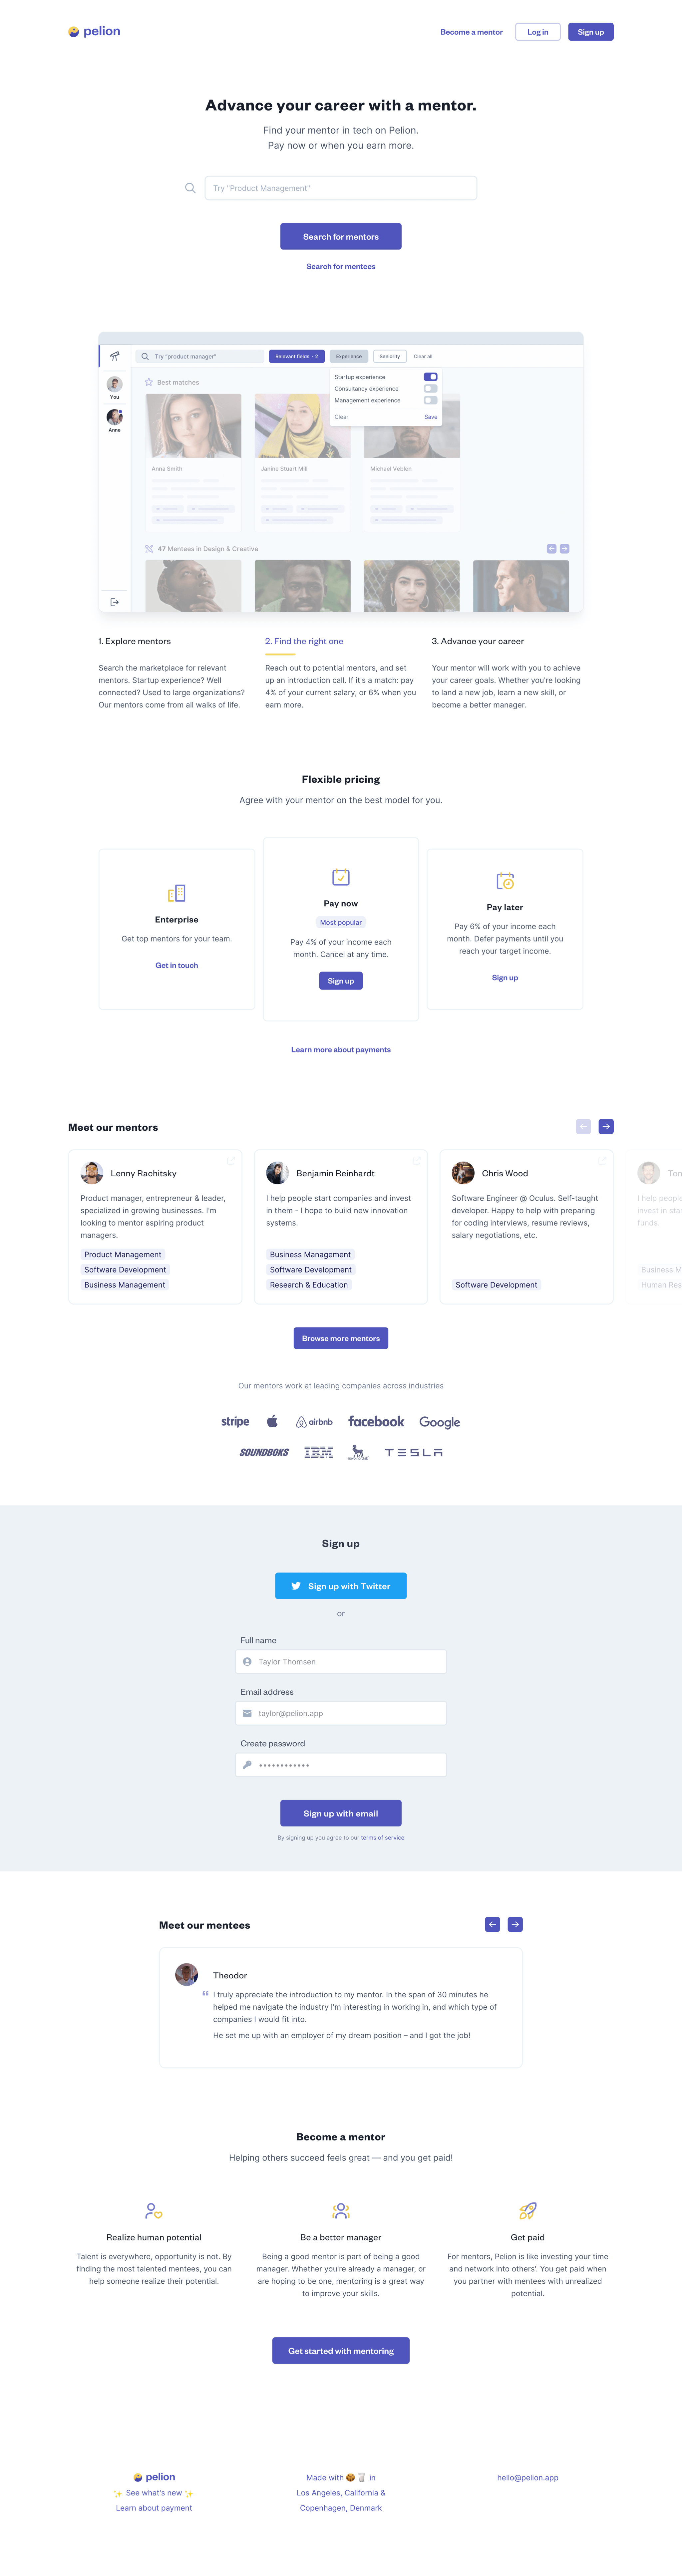 pelion
Become a mentor
Log in
Sign up
Advance your career with a mentor.
Find your mentor in tech on Pelion.
Pay now or when you earn more.
Try "Product Management"
Search for mentors
Search for mentees
Try "product manager"
Relevant fields · 2
Experience
Seniority
Clear all
Startup experience
Consultancy experience
Management experience
Clear
Save
You
Anne
Best matches
Anna Smith
Janine Stuart Mill
Michael Veblen
47 Mentees in Design & Creative
1. Explore mentors
Search the marketplace for relevant
mentors. Startup experience? Well
connected? Used to large organizations?
Our mentors come from all walks of life.
2. Find the right one
Reach out to potential mentors, and set
up an introduction call. If it's a match: pay
4% of your current salary, or 6% when you
earn more.
3. Advance your career
Your mentor will work with you to achieve
your career goals. Whether you're looking
to land a new job, learn a new skill, or
become a better manager.
Flexible pricing
Agree with your mentor on the best model for you.
Enterprise
Get top mentors for your team.
Get in touch
Pay now
Most popular
Pay 4% of your income each
month. Cancel at any time.
Sign up
Pay later
Pay 6% of your income each
month. Defer payments until you
reach your target income.
Sign up
Learn more about payments
Meet our mentors
Lenny Rachitsky
Product manager, entrepreneur & leader,
specialized in growing businesses. I'm
looking to mentor aspiring product
managers.
Product Management
Software Development
Business Management
Benjamin Reinhardt
I help people start companies and invest
in them - I hope to build new innovation
systems.
Business Management
Software Development
Research & Education
Chris Wood
Software Engineer @ Oculus. Self-taught
developer. Happy to help with preparing
for coding interviews, resume reviews,
salary negotiations, etc.
Software Development
Ton
I help people
invest in star
funds.
Business M
Human Res
Browse more mentors
Our mentors work at leading companies across industries
stripe
airbnb
facebook
Google
SOUNDBOKS
IBM
TESLA
Sign up
Sign up with Twitter
or
Full name
Taylor Thomsen
Email address
taylor@pelion.app
Create password
Sign up with email
By signing up you agree to our terms of service
Meet our mentees
Theodor
“ I truly appreciate the introduction to my mentor. In the span of 30 minutes he
helped me navigate the industry I'm interesting in working in, and which type of
companies I would fit into.
He set me up with an employer of my dream position – and I got the job!
Become a mentor
Helping others succeed feels great — and you get paid!
Realize human potential
Talent is everywhere, opportunity is not. By
finding the most talented mentees, you can
help someone realize their potential.
Be a better manager
Being a good mentor is part of being a good
manager. Whether you're already a manager, or
are hoping to be one, mentoring is a great way
to improve your skills.
Get paid
For mentors, Pelion is like investing your time
and network into others'. You get paid when
you partner with mentees with unrealized
potential.
Get started with mentoring
pelion
✨ See what's new ✨
Learn about payment
Made with 🍪 🥛 in
Los Angeles, California &
Copenhagen, Denmark
hello@pelion.app